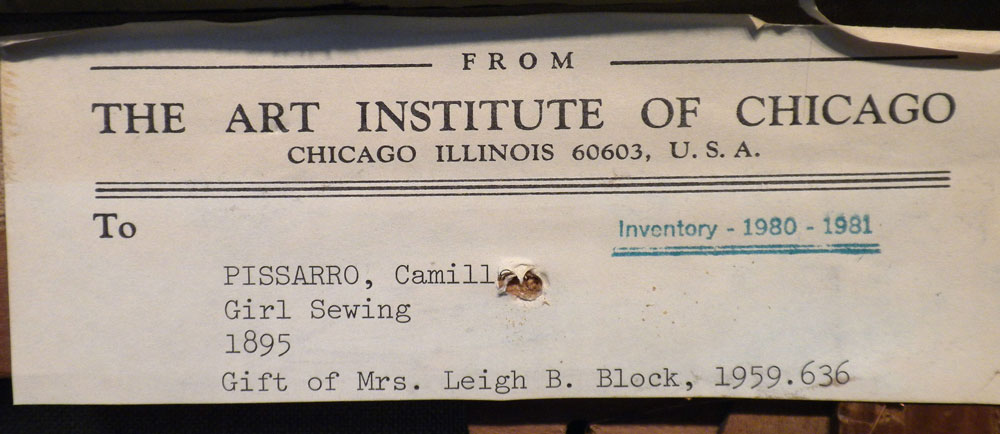 FROM
THE ART INSTITUTE OF CHICAGO
CHICAGO ILLINOIS 60603, U.S.A.
To
Inventory - 1980 - 1981
PISSARRO, Camill
Girl Sewing
1895
Gift of Mrs. Leigh B. Block, 1959.636